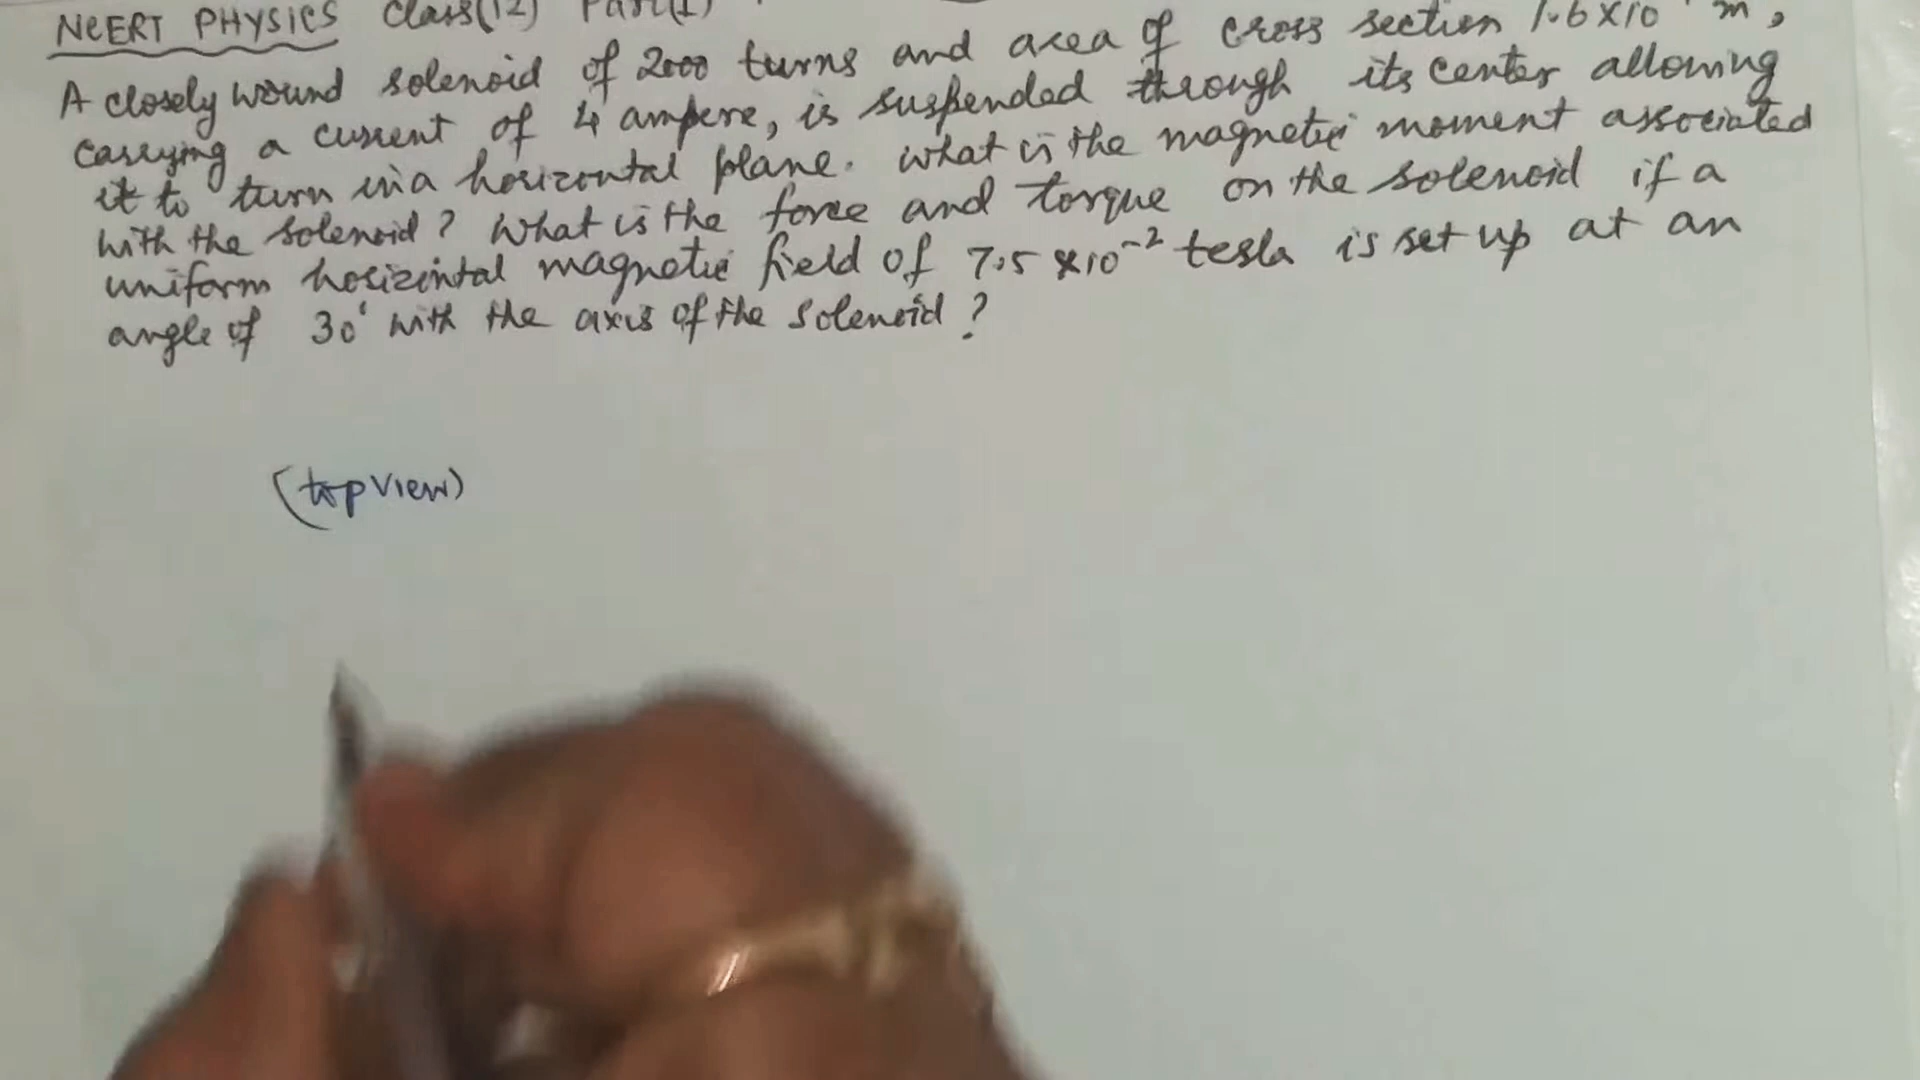 NCERT PHYSICS Class(12) Part(1)
A closely wound solenoid of 2000 turns and area of cross section 1.6×10 m,
carrying a current of 4 ampere, is suspended through its center allowing
it to turn in a horizontal plane. What is the magnetic moment associated
with the solenoid? What is the force and torque on the solenoid if a
uniform horizintal magnetic field of 7.5 ×10⁻² tesla is set up at an
angle of 30° with the axis of the solenoid?
(top view)